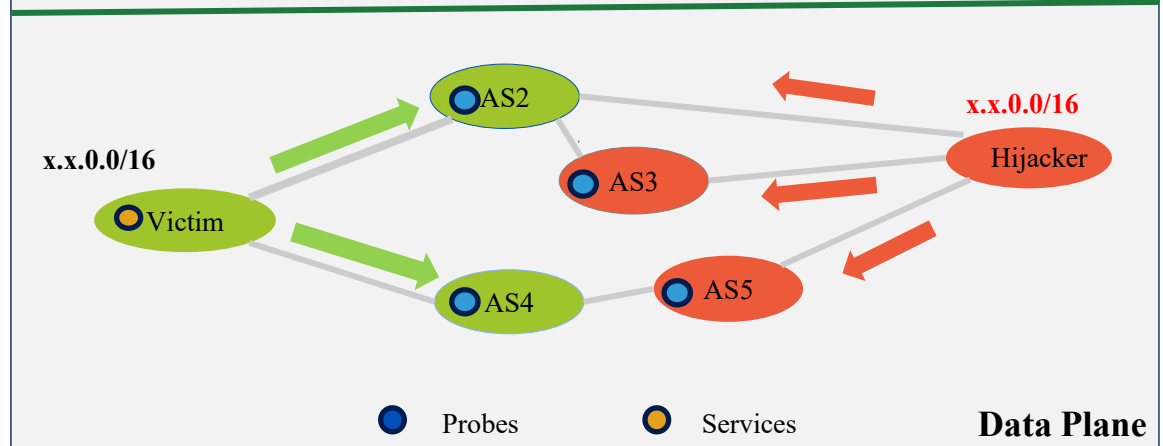 AS2
x.x.0.0/16
x.x.0.0/16
Hijacker
AS3
Victim
AS5
AS4
Probes
Services
Data Plane